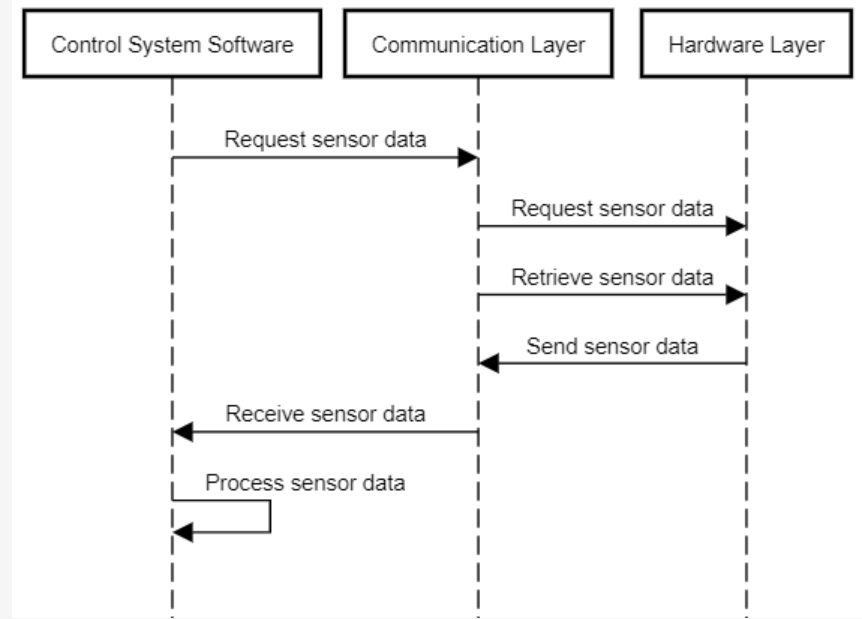 Control System Software
Communication Layer
Hardware Layer
Request sensor data
Request sensor data
Retrieve sensor data
Send sensor data
Receive sensor data
Process sensor data